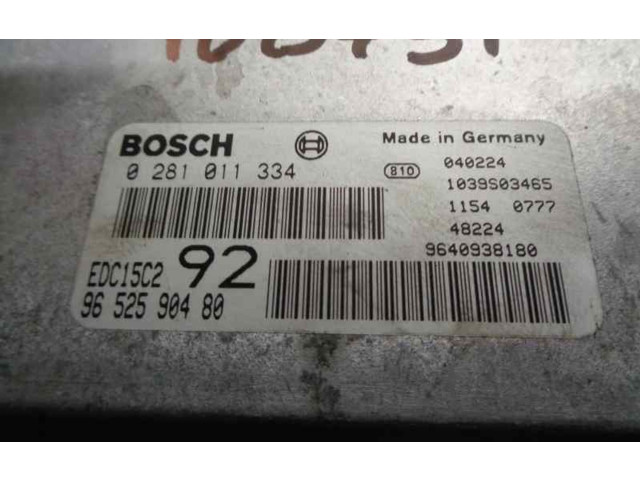 BOSCH
Made in Germany
0 281 011 334
810
040224
1039S03465
1154 0777
48224
9640938180
EDC15C2 92
96 525 904 80